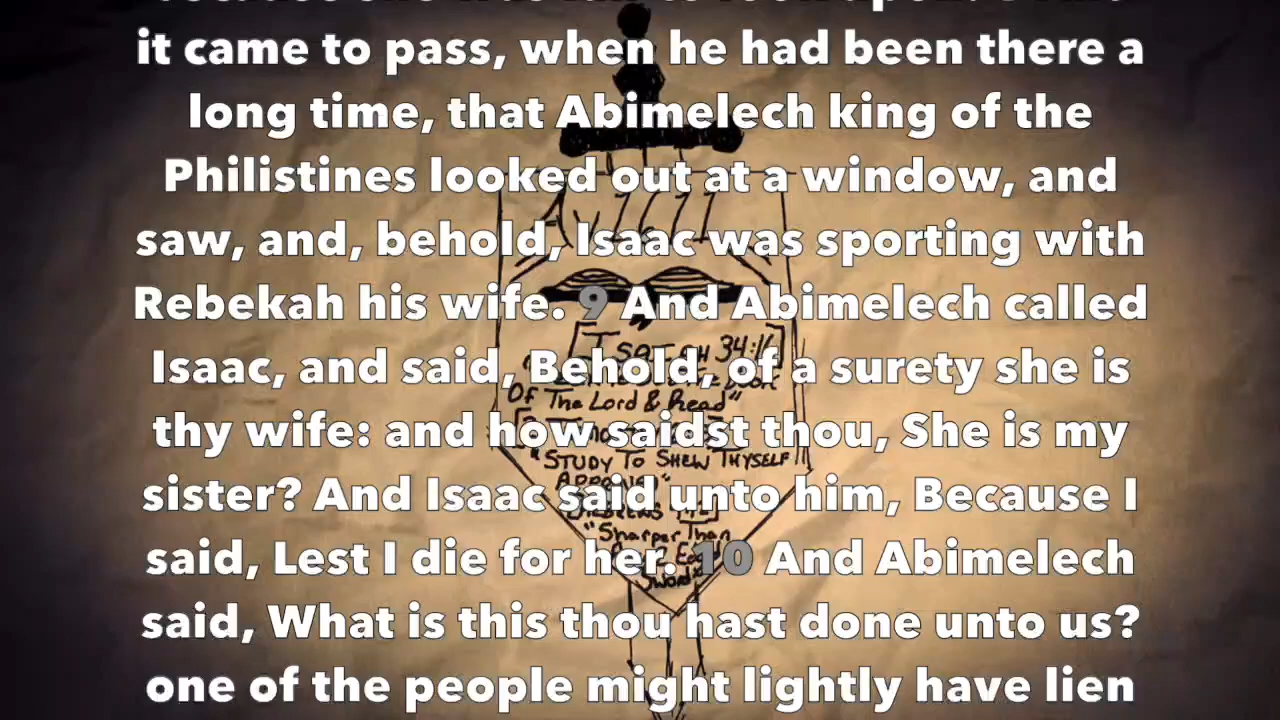 it came to pass, when he had been there a
long time, that Abimelech king of the
Philistines looked out at a window, and
saw, and, behold, Isaac was sporting with
Rebekah his wife. 9 And Abimelech called
Isaac, and said, Behold, of a surety she is
thy wife: and how saidst thou, She is my
sister? And Isaac said unto him, Because I
said, Lest I die for her. 10 And Abimelech
said, What is this thou hast done unto us?
one of the people might lightly have lien
34:16
Of The Lord & Read"
"STUDY To SHEW THYSELF
"Sharper Than
Sword"